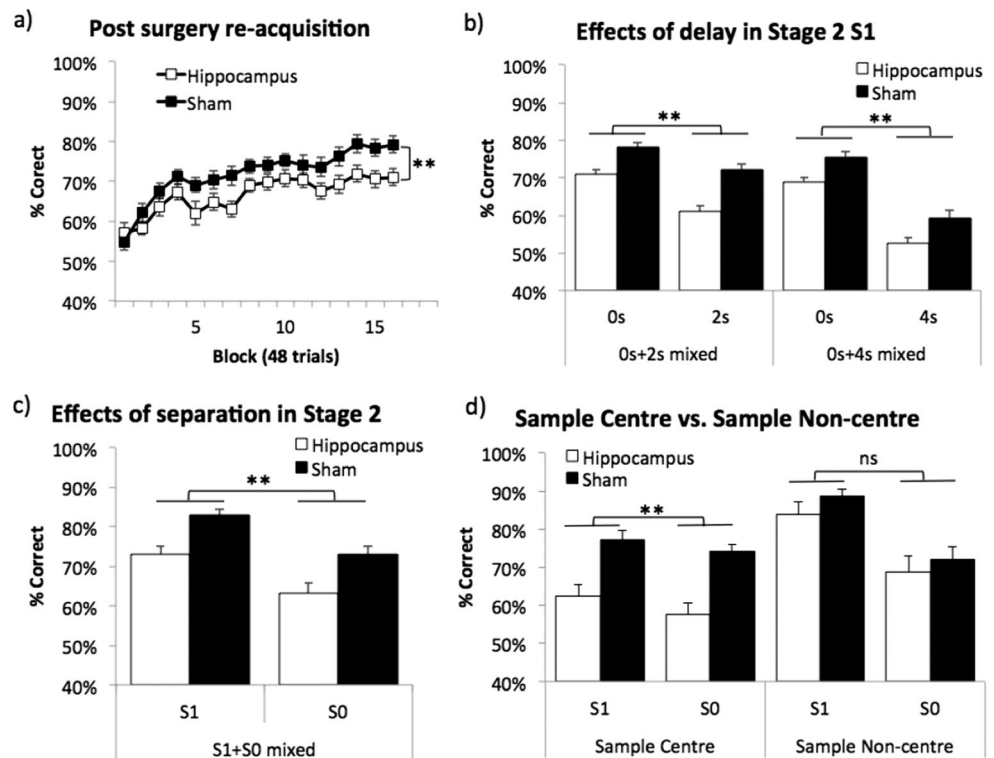 a)
Post surgery re-acquisition
100%
90%
80%
70%
60%
50%
40%
% Correct
Hippocampus
Sham
**
5 10 15
Block (48 trials)
b)
Effects of delay in Stage 2 S1
100%
90%
80%
70%
60%
50%
40%
% Correct
Hippocampus
Sham
** **
0s 2s 0s 4s
0s+2s mixed 0s+4s mixed
c)
Effects of separation in Stage 2
100%
90%
80%
70%
60%
50%
40%
% Correct
Hippocampus
Sham
**
S1 S0
S1+S0 mixed
d)
Sample Centre vs. Sample Non-centre
100%
90%
80%
70%
60%
50%
40%
% Correct
Hippocampus
Sham
** ns
S1 S0 S1 S0
Sample Centre Sample Non-centre